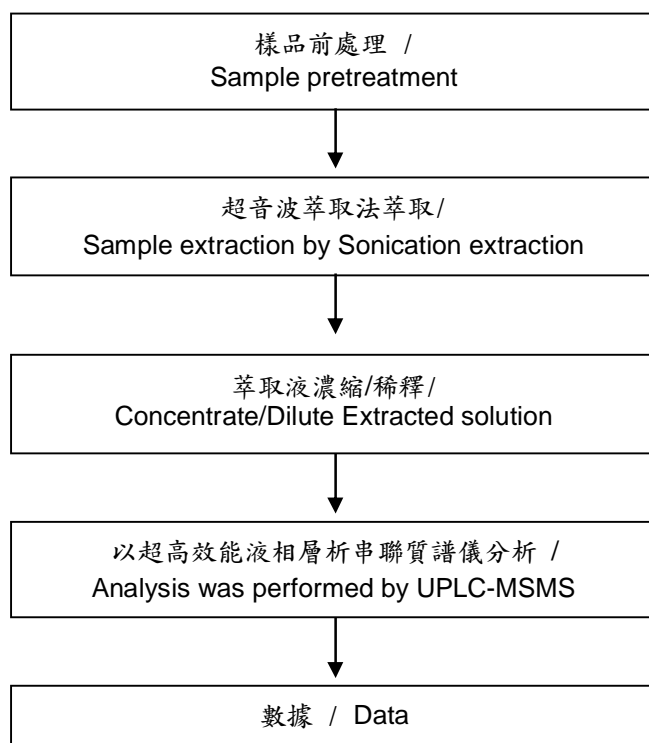 樣品前處理 /
Sample pretreatment
超音波萃取法萃取/
Sample extraction by Sonication extraction
萃取液濃縮/稀釋/
Concentrate/Dilute Extracted solution
以超高效能液相層析串聯質譜儀分析 /
Analysis was performed by UPLC-MSMS
數據 / Data